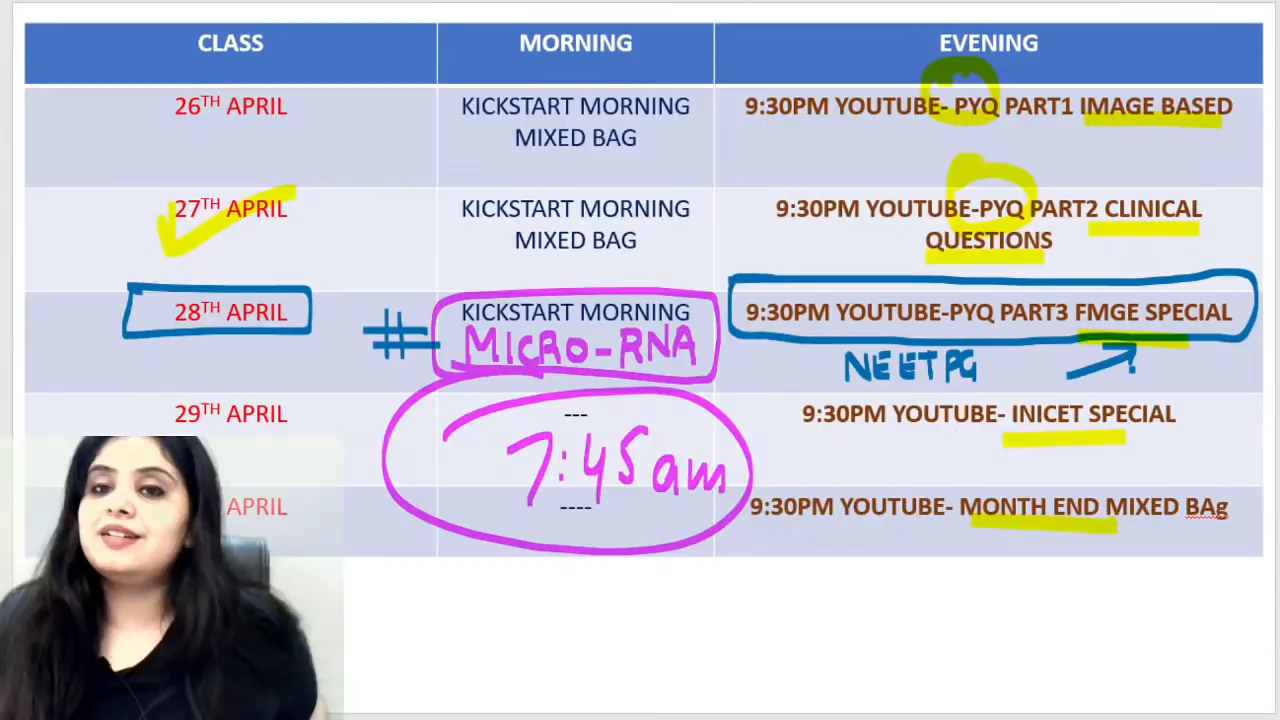 CLASS MORNING EVENING
26TH APRIL KICKSTART MORNING 9:30PM YOUTUBE- PYQ PART1 IMAGE BASED
MIXED BAG
27TH APRIL KICKSTART MORNING 9:30PM YOUTUBE-PYQ PART2 CLINICAL
MIXED BAG QUESTIONS
28TH APRIL KICKSTART MORNING 9:30PM YOUTUBE-PYQ PART3 FMGE SPECIAL
# MICRO-RNA NEET PG
29TH APRIL --- 9:30PM YOUTUBE- INICET SPECIAL
7:45am
APRIL ---- 9:30PM YOUTUBE- MONTH END MIXED BAg